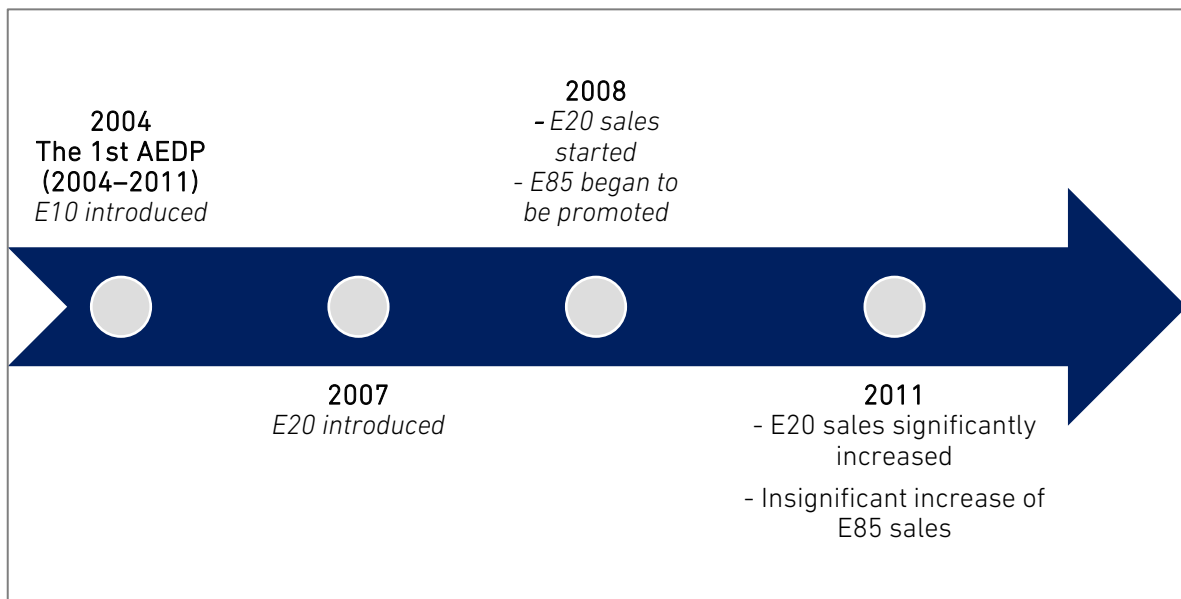 2004
The 1st AEDP
(2004–2011)
E10 introduced
2007
E20 introduced
2008
- E20 sales
started
- E85 began to
be promoted
2011
- E20 sales significantly
increased
- Insignificant increase of
E85 sales